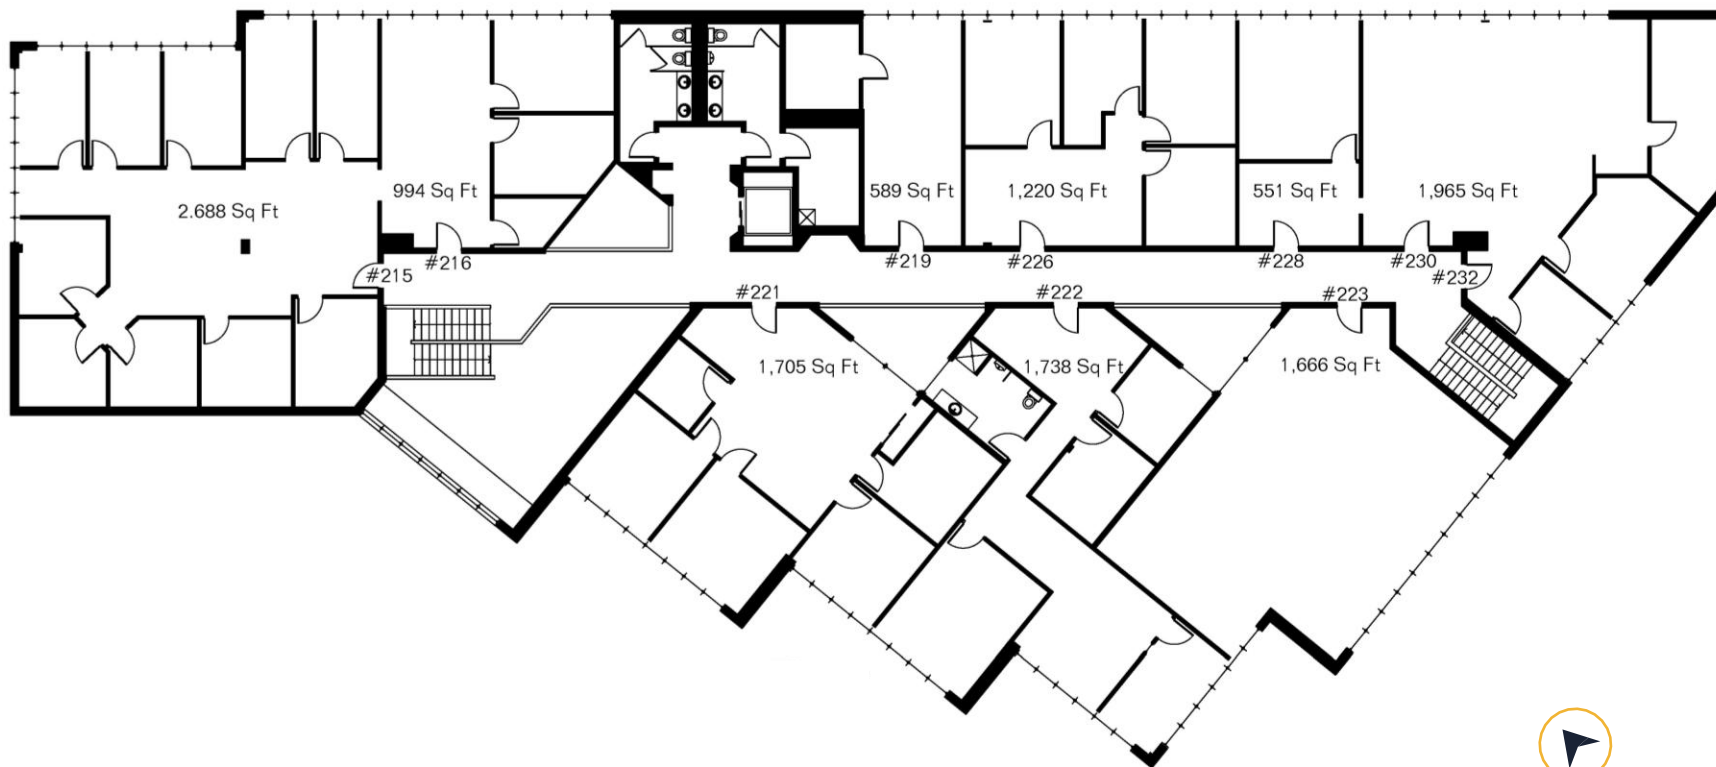 2.688 Sq Ft
994 Sq Ft
589 Sq Ft
1,220 Sq Ft
551 Sq Ft
1,965 Sq Ft
#215
#216
#219
#226
#228
#230
#232
#221
#222
#223
1,705 Sq Ft
1,738 Sq Ft
1,666 Sq Ft